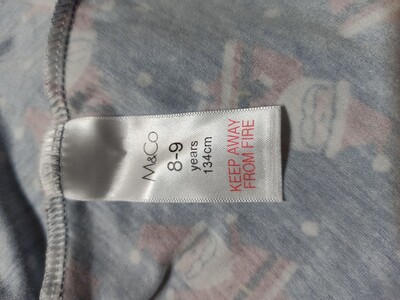 M&Co
8-9
years
134cm
KEEP AWAY
FROM FIRE